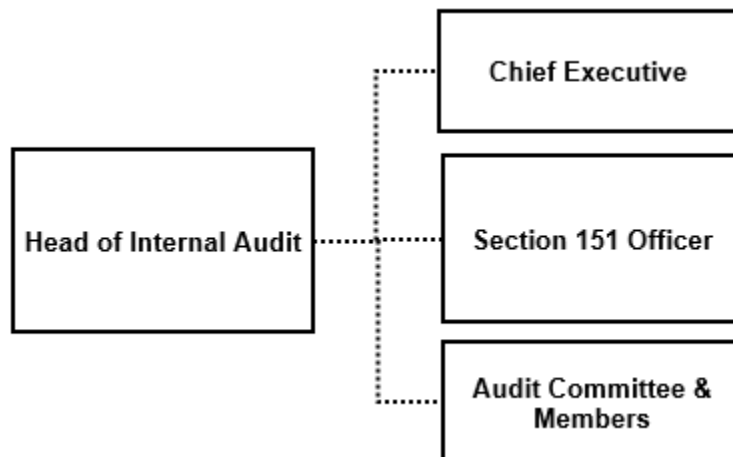 Chief Executive
Head of Internal Audit
Section 151 Officer
Audit Committee &
Members